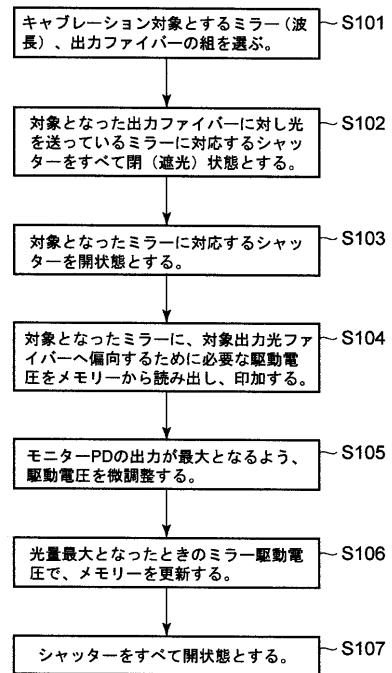 キャブレーション対象とするミラー（波
長）、出力ファイバーの組を選ぶ。
S101
対象となった出力ファイバーに対し光
を送っているミラーに対応するシャッ
ターをすべて閉（遮光）状態とする。
S102
対象となったミラーに対応するシャッ
ターを開状態とする。
S103
対象となったミラーに、対象出力光ファ
イバーへ偏向するために必要な駆動電
圧をメモリーから読み出し、印加する。
S104
モニターPDの出力が最大となるよう、
駆動電圧を微調整する。
S105
光量最大となったときのミラー駆動電
圧で、メモリーを更新する。
S106
シャッターをすべて開状態とする。
S107